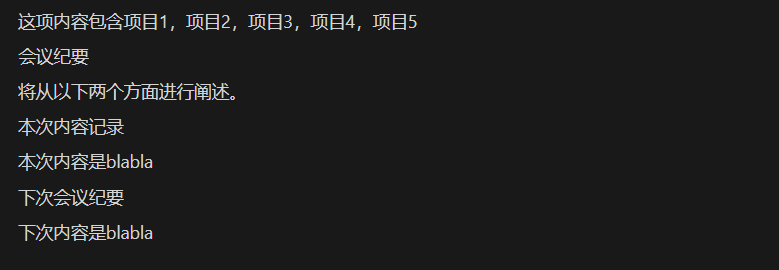 这项内容包含项目1，项目2，项目3，项目4，项目5
会议纪要
将从以下两个方面进行阐述。
本次内容记录
本次内容是blabla
下次会议纪要
下次内容是blabla